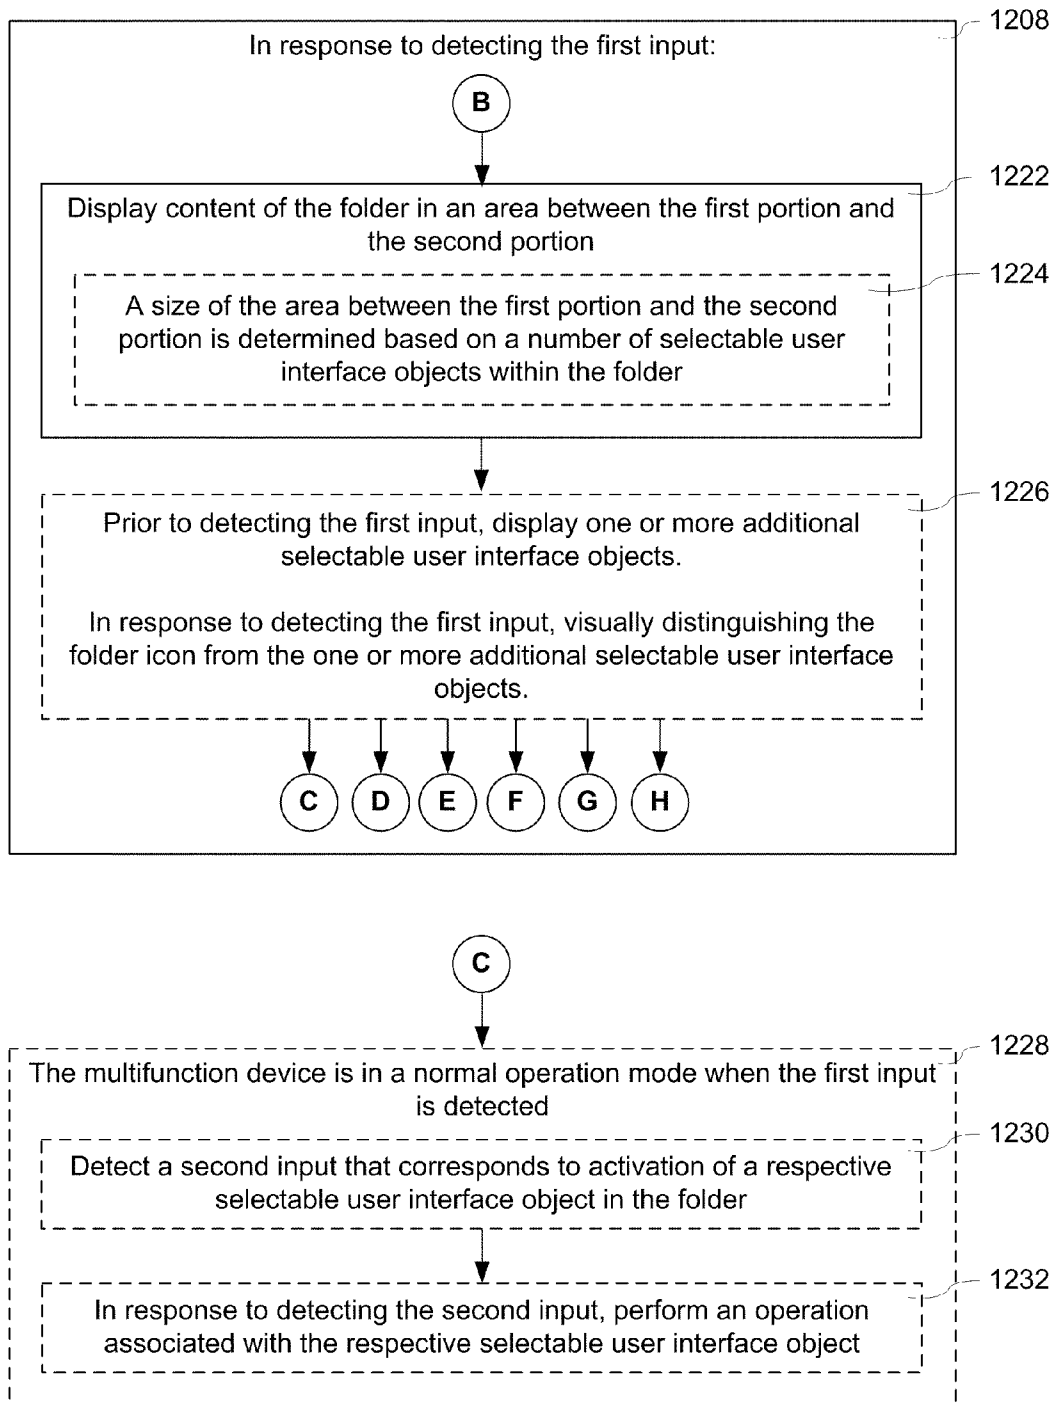 1208
In response to detecting the first input:
B
1222
Display content of the folder in an area between the first portion and
the second portion
1224
A size of the area between the first portion and the second
portion is determined based on a number of selectable user
interface objects within the folder
1226
Prior to detecting the first input, display one or more additional
selectable user interface objects.
In response to detecting the first input, visually distinguishing the
folder icon from the one or more additional selectable user interface
objects.
C D E F G H
C
1228
The multifunction device is in a normal operation mode when the first input
is detected
1230
Detect a second input that corresponds to activation of a respective
selectable user interface object in the folder
1232
In response to detecting the second input, perform an operation
associated with the respective selectable user interface object